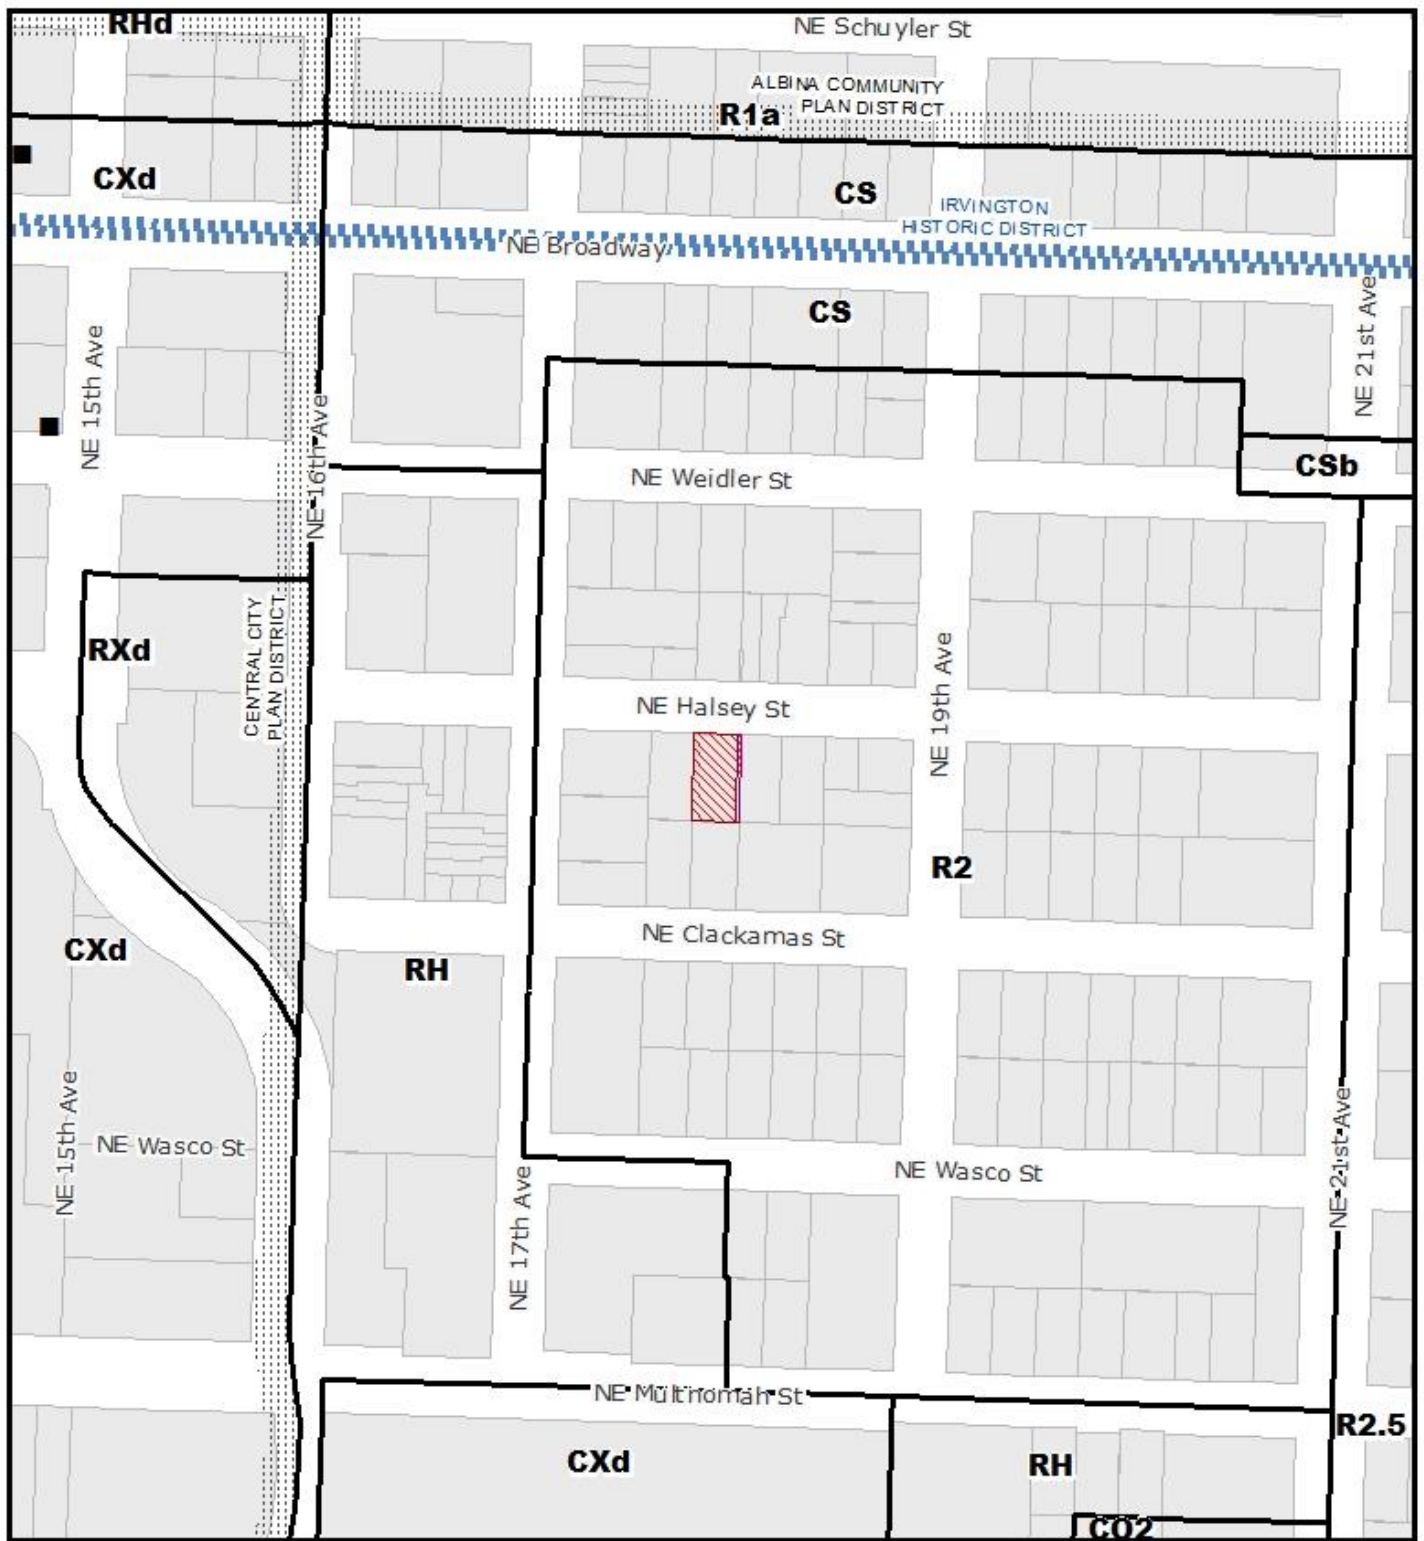 RHd
NE Schuyler St
ALBINA COMMUNITY
PLAN DISTRICT
R1a
CXd
CS
IRVINGTON
HISTORIC DISTRICT
NE Broadway
CS
NE 15th Ave
NE 16th Ave
NE 21st Ave
NE Weidler St
CSb
RXd
CENTRAL CITY
PLAN DISTRICT
NE Halsey St
NE 19th Ave
R2
CXd
RH
NE Clackamas St
NE 15th Ave
NE Wasco St
NE Wasco St
NE 17th Ave
NE 21st Ave
NE Multnomah St
R2.5
CXd
RH
CO2